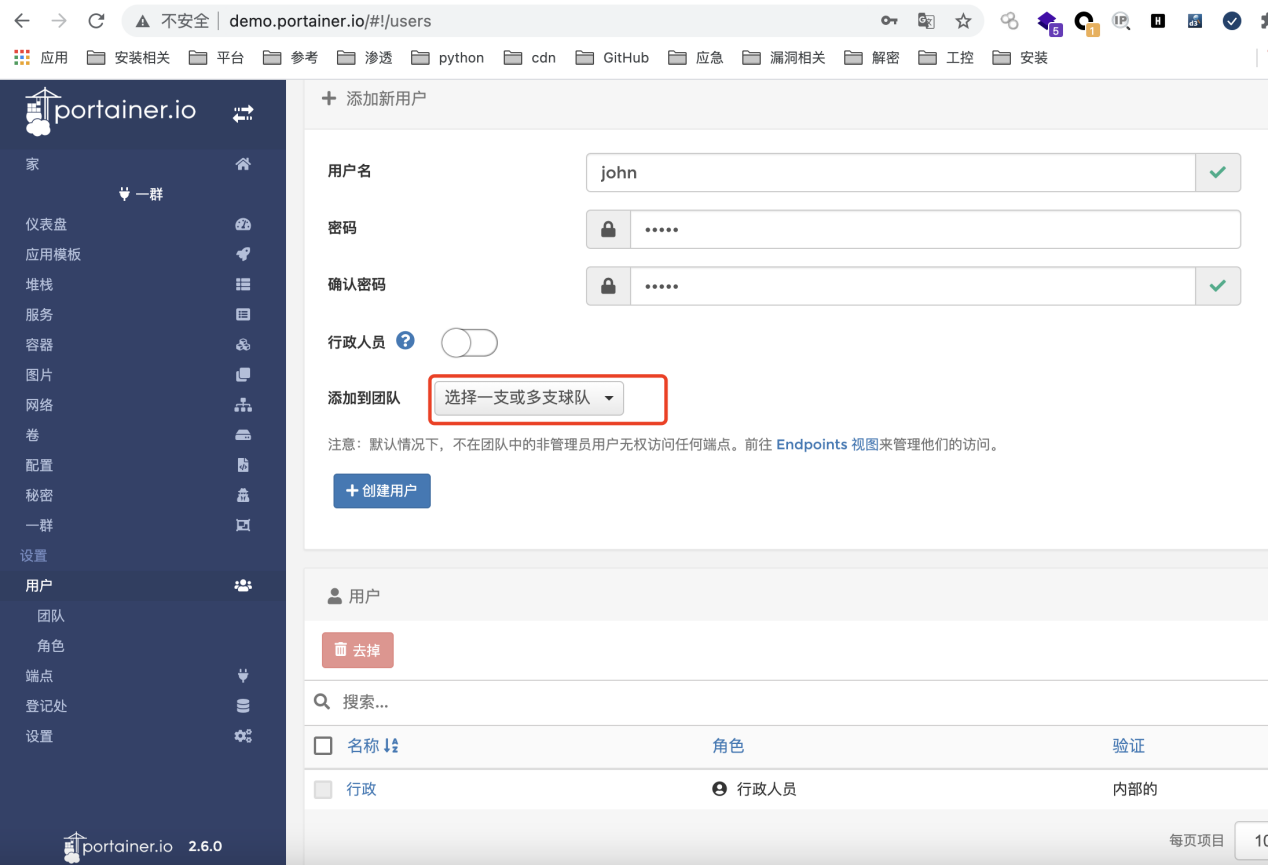 不安全 demo.portainer.io/#!/users
5 1 IP H d3
应用 安装相关 平台 参考 渗透 python cdn GitHub 应急 漏洞相关 解密 工控 安装
portainer.io
家
一群
仪表盘
应用模板
堆栈
服务
容器
图片
网络
卷
配置
秘密
一群
设置
用户
团队
角色
端点
登记处
设置
portainer.io 2.6.0
添加新用户
用户名 john
密码 •••••
确认密码 •••••
行政人员 ?
添加到团队 选择一支或多支球队
注意：默认情况下，不在团队中的非管理员用户无权访问任何端点。前往 Endpoints 视图来管理他们的访问。
创建用户
用户
去掉
搜索...
名称 角色 验证
行政 行政人员 内部的
每页项目 10